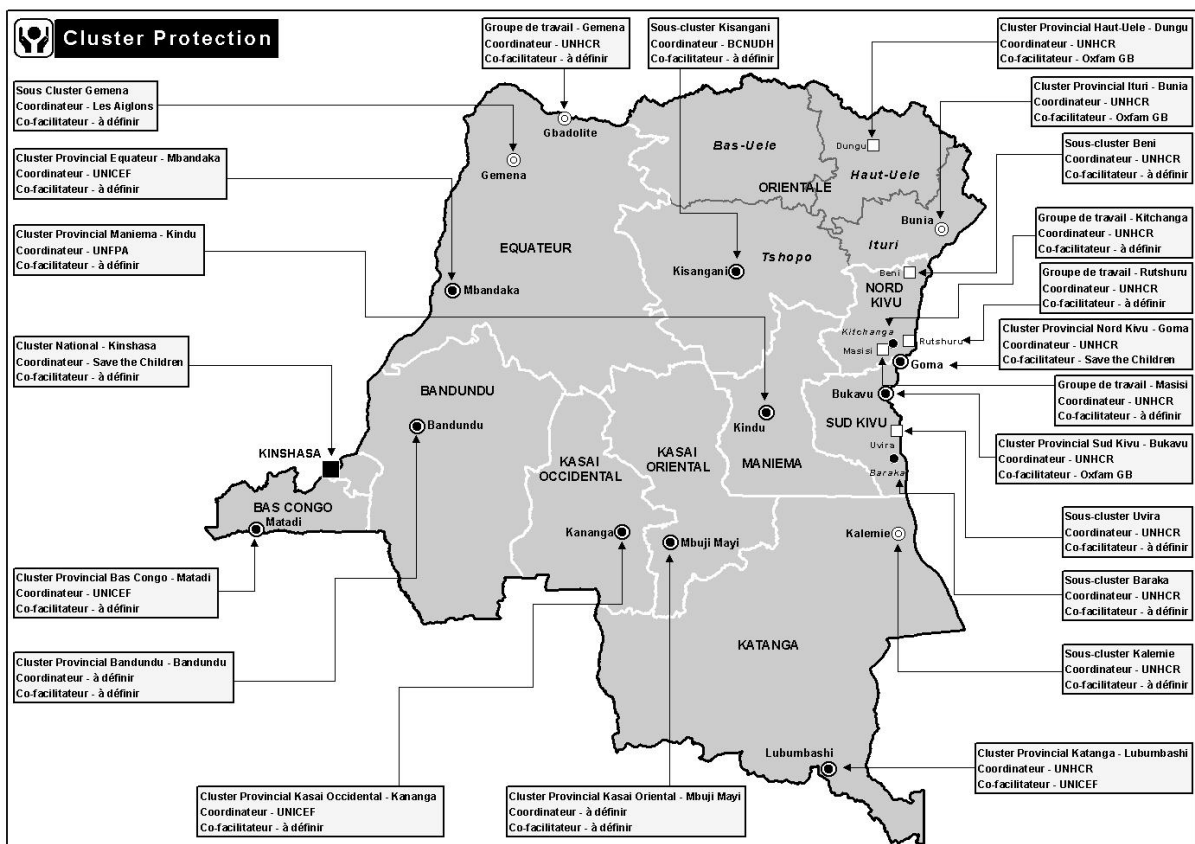 Cluster Protection
Groupe de travail - Gemena
Coordinateur - UNHCR
Co-facilitateur - à définir
Sous-cluster Kisangani
Coordinateur - BCNUDH
Co-facilitateur - à définir
Cluster Provincial Haut-Uele - Dungu
Coordinateur - UNHCR
Co-facilitateur - Oxfam GB
Sous Cluster Gemena
Coordinateur - Les Aiglons
Co-facilitateur - à définir
Cluster Provincial Ituri - Bunia
Coordinateur - UNHCR
Co-facilitateur - Oxfam GB
Cluster Provincial Equateur - Mbandaka
Coordinateur - UNICEF
Co-facilitateur - à définir
Sous-cluster Beni
Coordinateur - UNHCR
Co-facilitateur - à définir
Cluster Provincial Maniema - Kindu
Coordinateur - UNFPA
Co-facilitateur - à définir
Groupe de travail - Kitchanga
Coordinateur - UNHCR
Co-facilitateur - à définir
Groupe de travail - Rutshuru
Coordinateur - UNHCR
Co-facilitateur - à définir
Cluster National - Kinshasa
Coordinateur - Save the Children
Co-facilitateur - à définir
Cluster Provincial Nord Kivu - Goma
Coordinateur - UNHCR
Co-facilitateur - Save the Children
Groupe de travail - Masisi
Coordinateur - UNHCR
Co-facilitateur - à définir
Cluster Provincial Sud Kivu - Bukavu
Coordinateur - UNHCR
Co-facilitateur - Oxfam GB
Sous-cluster Uvira
Coordinateur - UNHCR
Co-facilitateur - à définir
Cluster Provincial Bas Congo - Matadi
Coordinateur - UNICEF
Co-facilitateur - à définir
Sous-cluster Baraka
Coordinateur - UNHCR
Co-facilitateur - à définir
Cluster Provincial Bandundu - Bandundu
Coordinateur - à définir
Co-facilitateur - à définir
Sous-cluster Kalemie
Coordinateur - UNHCR
Co-facilitateur - à définir
Cluster Provincial Kasai Occidental - Kananga
Coordinateur - UNICEF
Co-facilitateur - à définir
Cluster Provincial Kasai Oriental - Mbuji Mayi
Coordinateur - à définir
Co-facilitateur - à définir
Cluster Provincial Katanga - Lubumbashi
Coordinateur - UNHCR
Co-facilitateur - UNICEF
Gbadolite
Gemena
Bas-Uele
Dungu
Haut-Uele
ORIENTALE
Bunia
EQUATEUR
Ituri
Tshopo
Kisangani
Beni
NORD
KIVU
Mbandaka
Kitchanga
Rutshuru
Masisi
Goma
BANDUNDU
Bukavu
Bandundu
Kindu
SUD KIVU
Uvira
KINSHASA
KASAI
OCCIDENTAL
KASAI
ORIENTAL
MANIEMA
Baraka
BAS CONGO
Matadi
Kananga
Mbuji Mayi
Kalemie
KATANGA
Lubumbashi